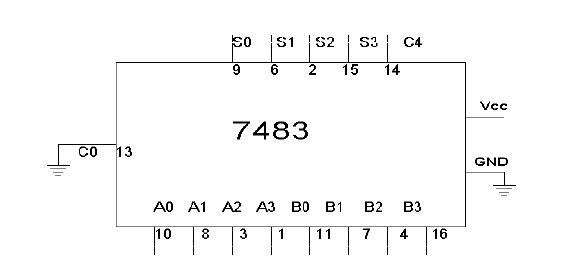 S0 S1 S2 S3 C4
9 6 2 15 14
Vcc
7483
C0 13
GND
A0 A1 A2 A3 B0 B1 B2 B3
10 8 3 1 11 7 4 16